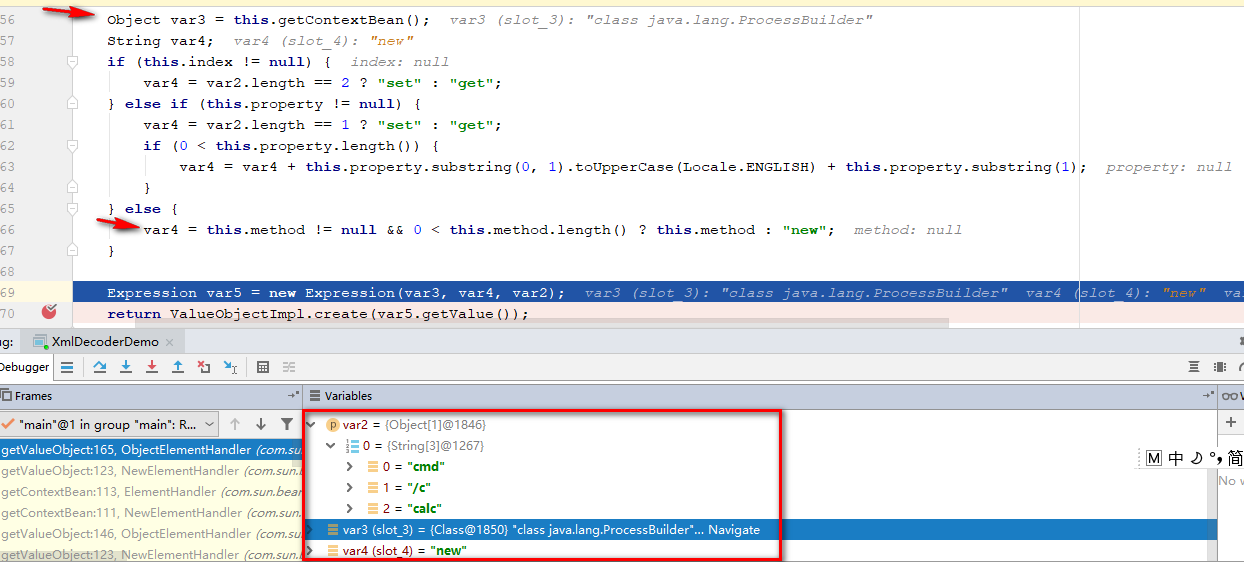 56 Object var3 = this.getContextBean(); var3 (slot_3): "class java.lang.ProcessBuilder"
57 String var4; var4 (slot_4): "new"
58 if (this.index != null) { index: null
59 var4 = var2.length == 2 ? "set" : "get";
60 } else if (this.property != null) {
61 var4 = var2.length == 1 ? "set" : "get";
62 if (0 < this.property.length()) {
63 var4 = var4 + this.property.substring(0, 1).toUpperCase(Locale.ENGLISH) + this.property.substring(1); property: null
64 }
65 } else {
66 var4 = this.method != null && 0 < this.method.length() ? this.method : "new"; method: null
67 }
68
69 Expression var5 = new Expression(var3, var4, var2); var3 (slot_3): "class java.lang.ProcessBuilder" var4 (slot_4): "new" va
70 return ValueObjectImpl.create(var5.getValue());
ug: XmlDecoderDemo ×
Debugger
Frames
Variables
"main"@1 in group "main": R...
getValueObject:165, ObjectElementHandler (com.su
getValueObject:123, NewElementHandler (com.sun.b
getContextBean:113, ElementHandler (com.sun.bear
getContextBean:111, NewElementHandler (com.sun.b
getValueObject:146, ObjectElementHandler (com.su
getValueObject:123, NewElementHandler (com.sun.b
p var2 = {Object[1]@1846}
0 = {String[3]@1267}
0 = "cmd"
1 = "/c"
2 = "calc"
var3 (slot_3) = {Class@1850} "class java.lang.ProcessBuilder"... Navigate
var4 (slot_4) = "new"
M 中 简
No w